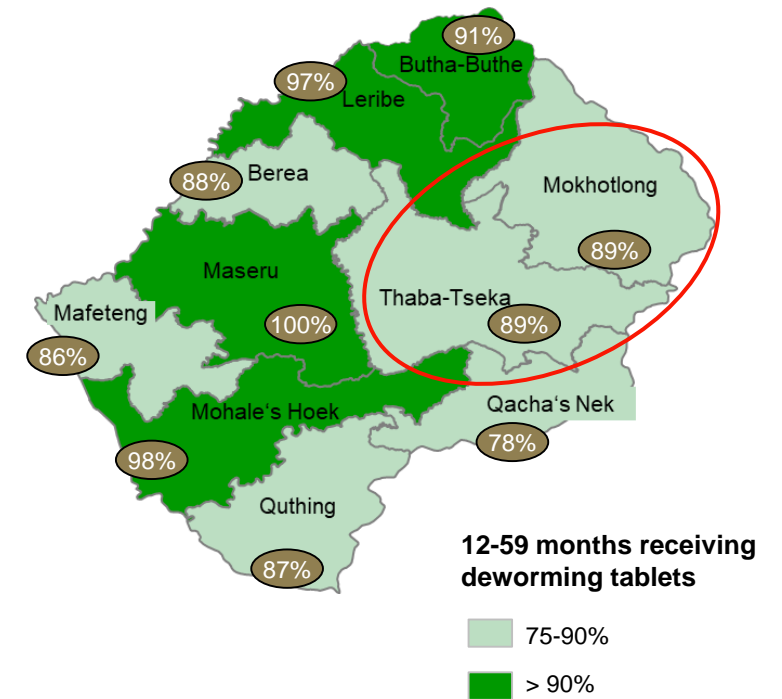 91%
Butha-Buthe
97%
Leribe
88%
Berea
Mokhotlong
89%
Maseru
Thaba-Tseka
89%
100%
Mafeteng
86%
Mohale‘s Hoek
98%
Qacha‘s Nek
78%
Quthing
87%
12-59 months receiving
deworming tablets
75-90%
> 90%